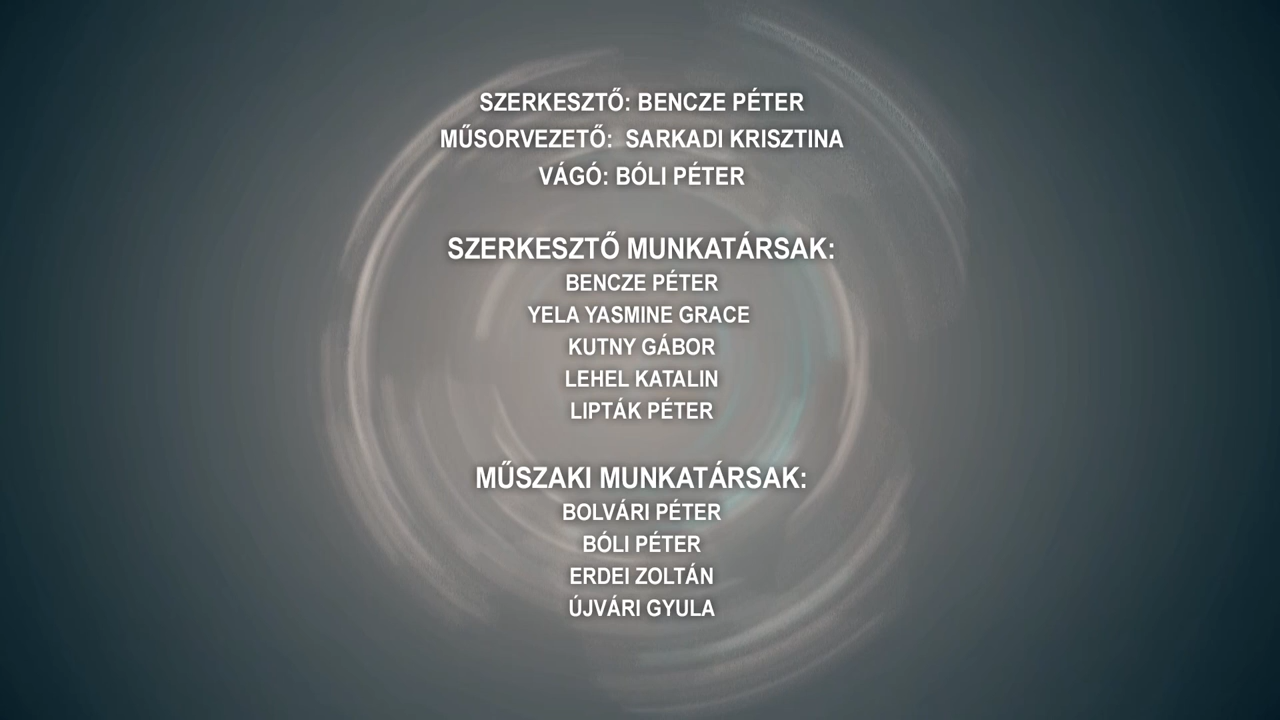 SZERKESZTŐ: BENCZE PÉTER
MŰSORVEZETŐ: SARKADI KRISZTINA
VÁGÓ: BÓLI PÉTER
SZERKESZTŐ MUNKATÁRSAK:
BENCZE PÉTER
YELA YASMINE GRACE
KUTNY GÁBOR
LEHEL KATALIN
LIPTÁK PÉTER
MŰSZAKI MUNKATÁRSAK:
BOLVÁRI PÉTER
BÓLI PÉTER
ERDEI ZOLTÁN
ÚJVÁRI GYULA